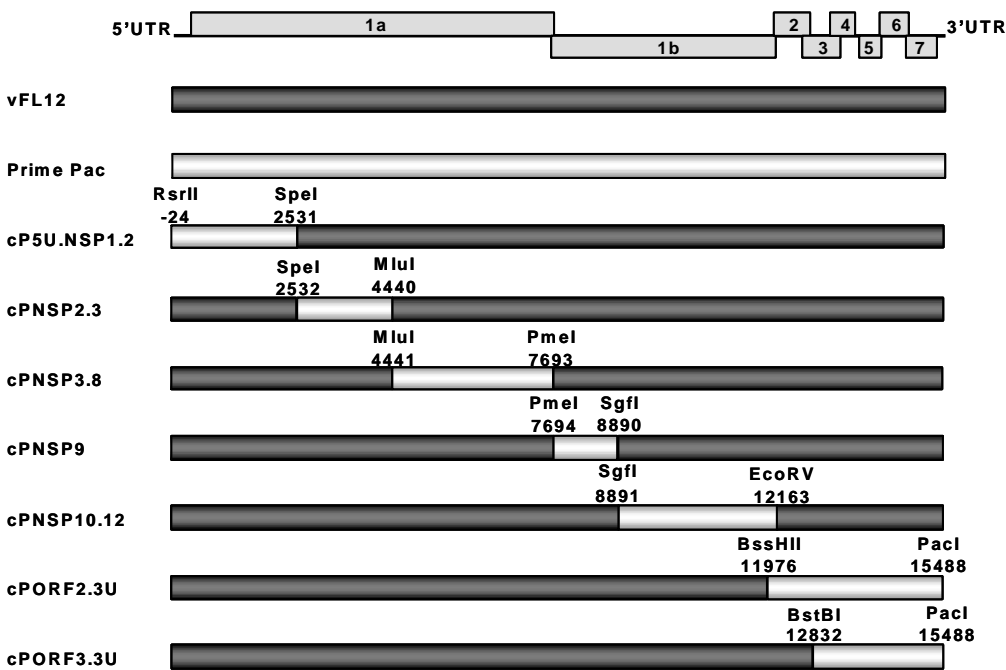 5'UTR 1a 2 4 6 3'UTR
1b 3 5 7
vFL12
Prime Pac
RsrII SpeI
-24 2531
cP5U.NSP1.2
SpeI MluI
2532 4440
cPNSP2.3
MluI PmeI
4441 7693
cPNSP3.8
PmeI SgfI
7694 8890
cPNSP9
SgfI EcoRV
8891 12163
cPNSP10.12
BssHII PacI
11976 15488
cPORF2.3U
BstBI PacI
12832 15488
cPORF3.3U